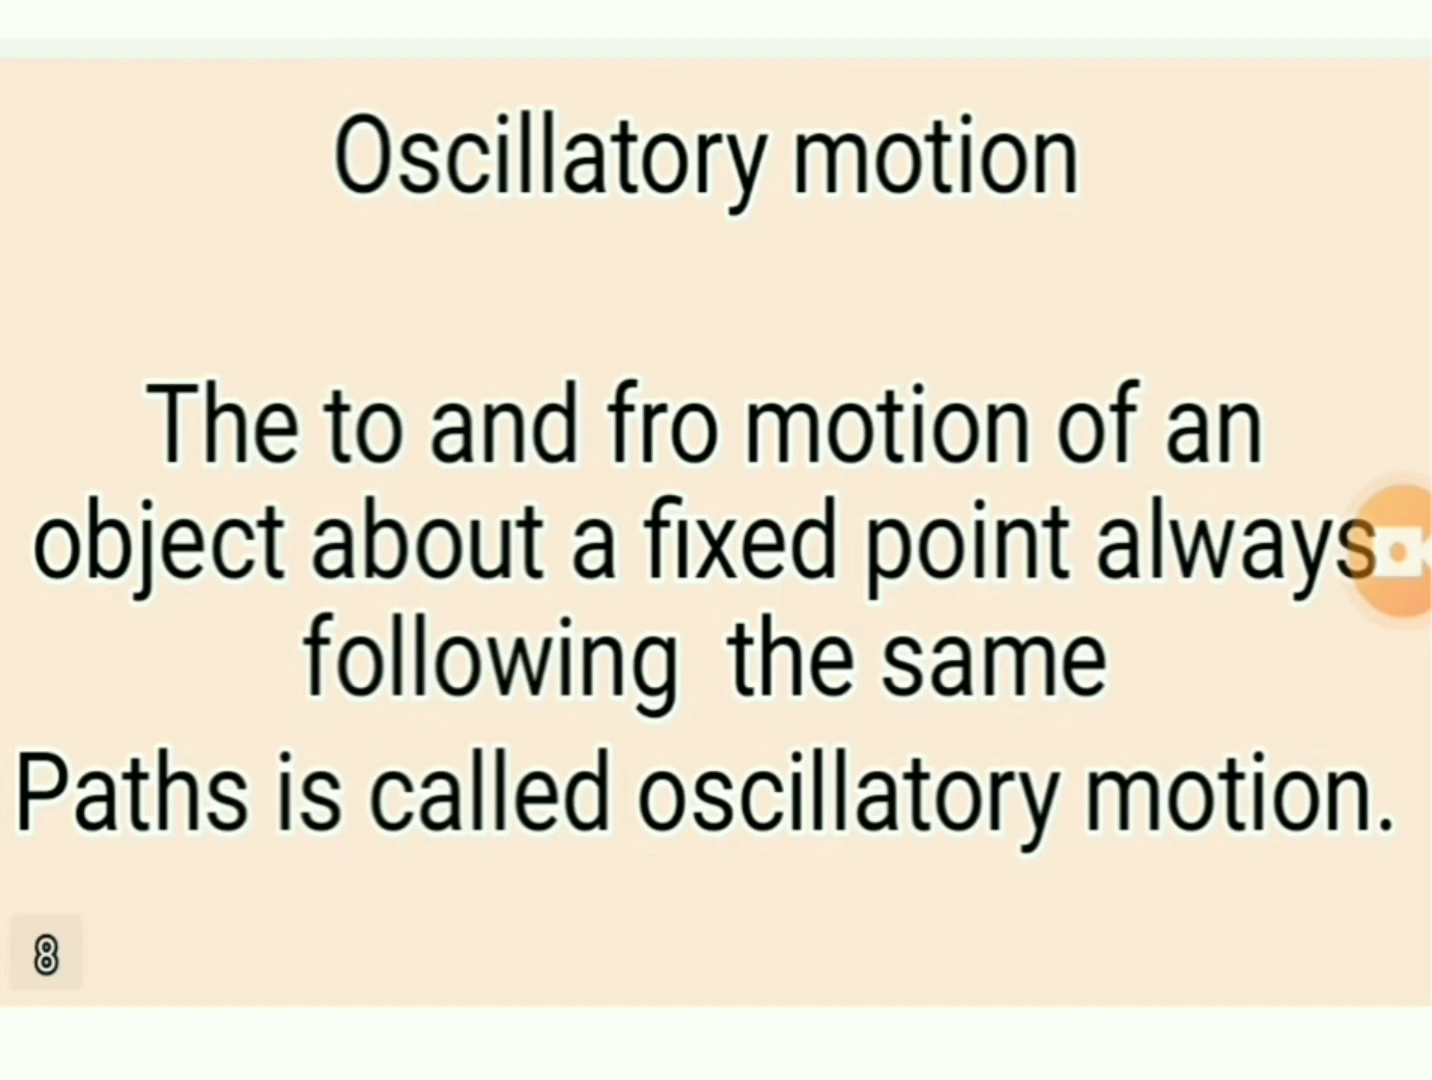 Oscillatory motion
The to and fro motion of an
object about a fixed point always
following the same
Paths is called oscillatory motion.
8